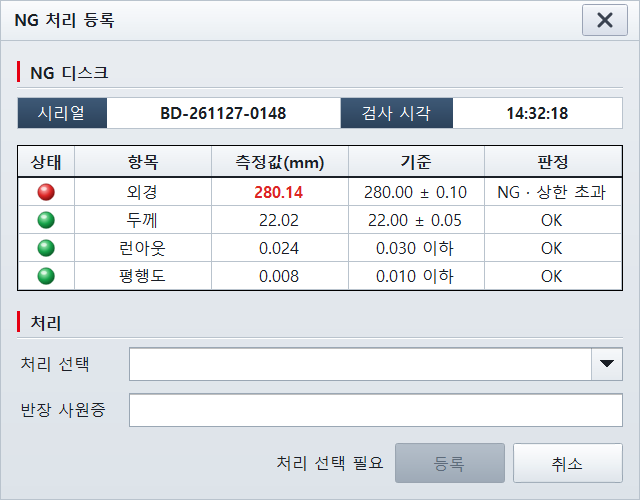 NG 처리 등록
NG 디스크
시리얼 BD-261127-0148 검사 시각 14:32:18
상태 항목 측정값(mm) 기준 판정
외경 280.14 280.00 ± 0.10 NG · 상한 초과
두께 22.02 22.00 ± 0.05 OK
런아웃 0.024 0.030 이하 OK
평행도 0.008 0.010 이하 OK
처리
처리 선택
반장 사원증
처리 선택 필요 등록 취소